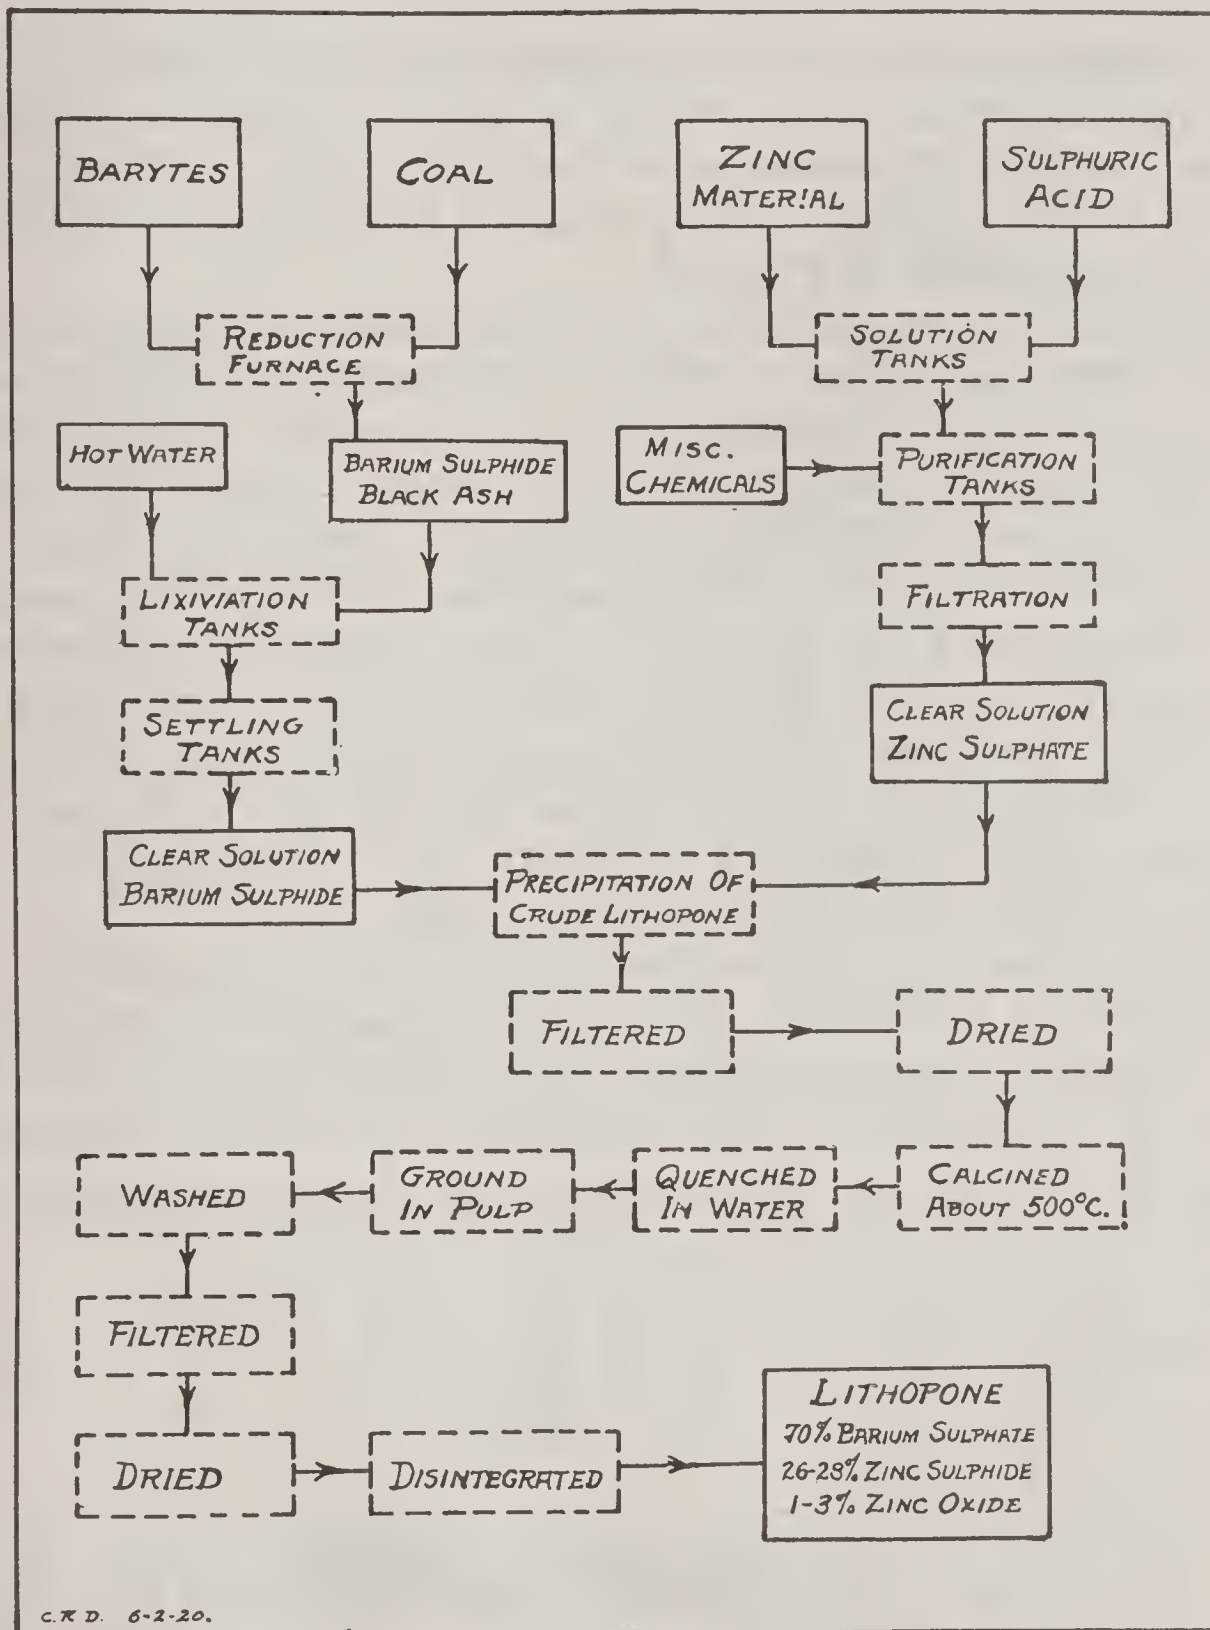 BARYTES
COAL
ZINC
MATERIAL
SULPHURIC
ACID
REDUCTION
FURNACE
SOLUTION
TANKS
HOT WATER
BARIUM SULPHIDE
BLACK ASH
MISC.
CHEMICALS
PURIFICATION
TANKS
LIXIVIATION
TANKS
FILTRATION
SETTLING
TANKS
CLEAR SOLUTION
ZINC SULPHATE
CLEAR SOLUTION
BARIUM SULPHIDE
PRECIPITATION OF
CRUDE LITHOPONE
FILTERED
DRIED
WASHED
GROUND
IN PULP
QUENCHED
IN WATER
CALCINED
ABOUT 500°C.
FILTERED
DRIED
DISINTEGRATED
LITHOPONE
70% BARIUM SULPHATE
26-28% ZINC SULPHIDE
1-3% ZINC OXIDE
C.R.D. 6-2-20.